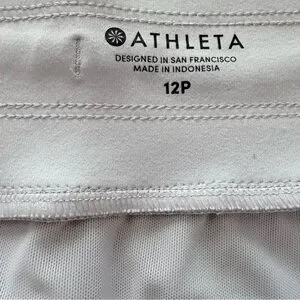 ATHLETA
DESIGNED IN SAN FRANCISCO
MADE IN INDONESIA
12P